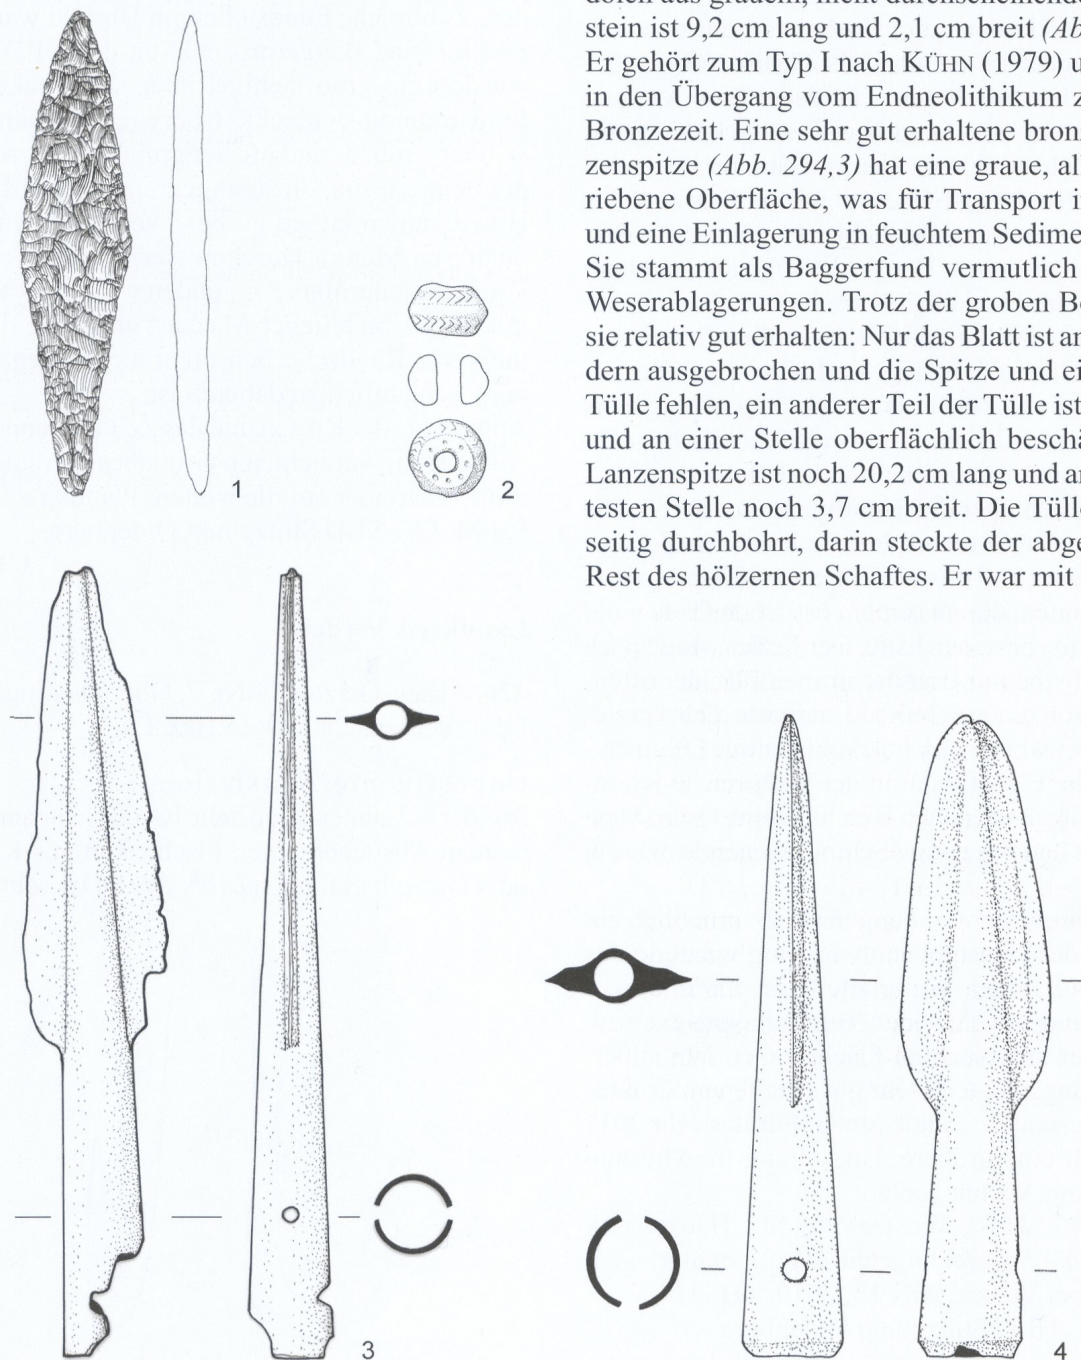 stein ist 9,2 cm lang und 2,1 cm breit (Ab
Er gehört zum Typ I nach KÜHN (1979) u
in den Übergang vom Endneolithikum z
Bronzezeit. Eine sehr gut erhaltene bron
zenspitze (Abb. 294,3) hat eine graue, al
riebene Oberfläche, was für Transport i
und eine Einlagerung in feuchtem Sedime
Sie stammt als Baggerfund vermutlich
Weserablagerungen. Trotz der groben Be
sie relativ gut erhalten: Nur das Blatt ist an
dern ausgebrochen und die Spitze und ei
Tülle fehlen, ein anderer Teil der Tülle ist
und an einer Stelle oberflächlich beschä
Lanzenspitze ist noch 20,2 cm lang und an
testen Stelle noch 3,7 cm breit. Die Tülle
seitig durchbohrt, darin steckte der abge
Rest des hölzernen Schaftes. Er war mit
1
2
3
4